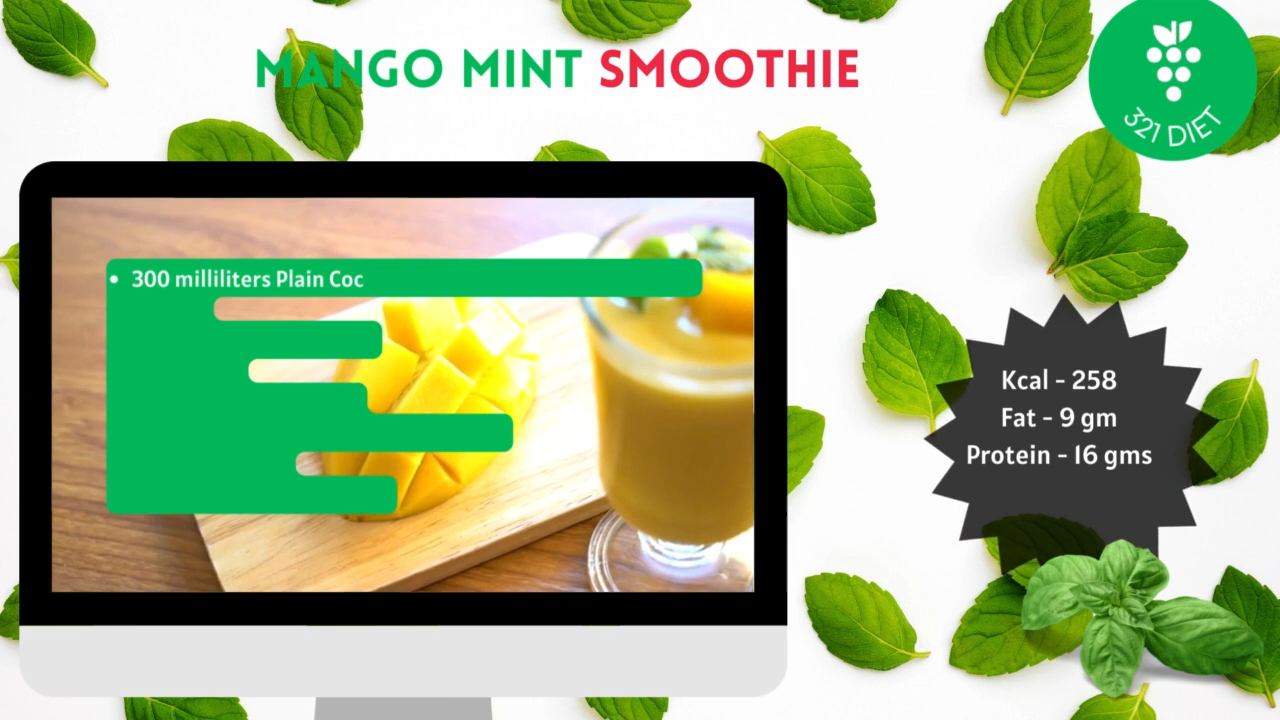 MANGO MINT SMOOTHIE
321 DIET
• 300 milliliters Plain Coc
Kcal - 258
Fat - 9 gm
Protein - 16 gms